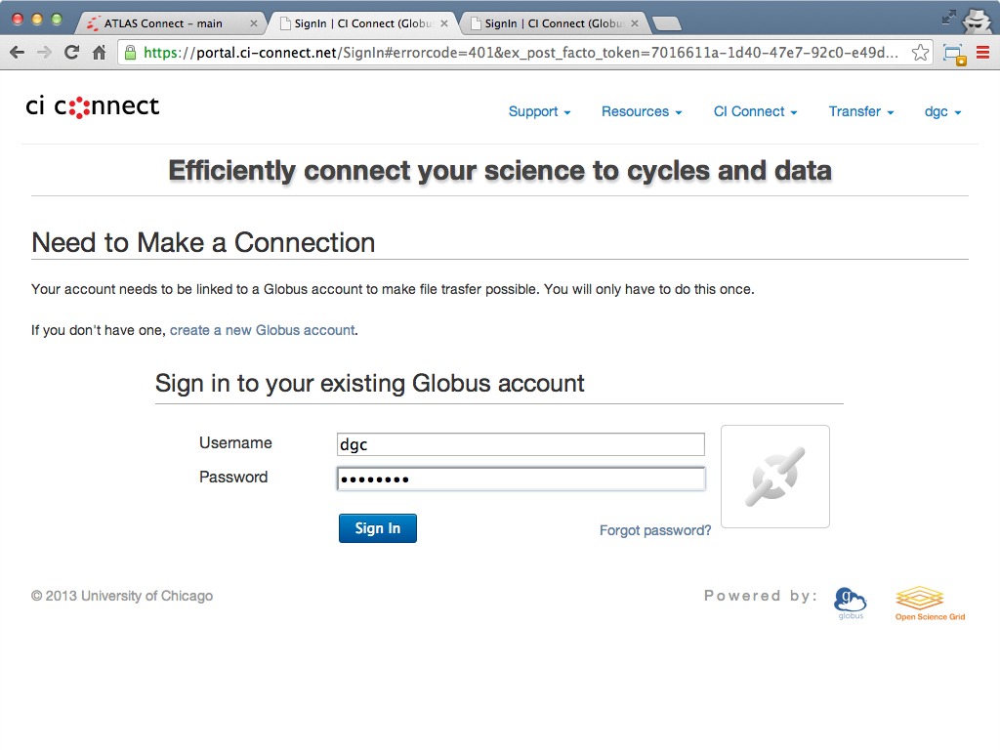 ATLAS Connect – main
SignIn | CI Connect (Globu
SignIn | CI Connect (Globu
https://portal.ci-connect.net/SignIn#errorcode=401&ex_post_facto_token=7016611a-1d40-47e7-92c0-e49d...
ci connect
Support Resources CI Connect Transfer dgc
Efficiently connect your science to cycles and data
Need to Make a Connection
Your account needs to be linked to a Globus account to make file trasfer possible. You will only have to do this once.
If you don't have one, create a new Globus account.
Sign in to your existing Globus account
Username dgc
Password ••••••••
Sign In
Forgot password?
© 2013 University of Chicago
Powered by:
g
globus
Open Science Grid